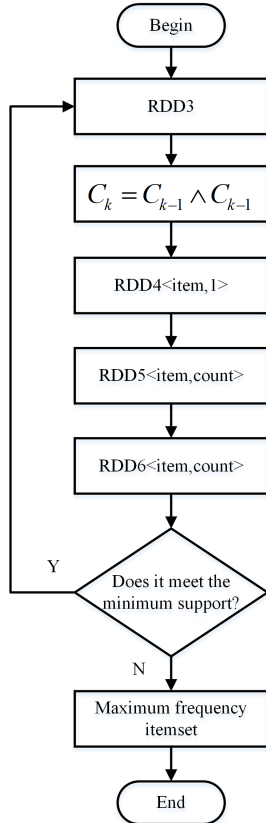 Begin
RDD3
C_k = C_{k-1} ∧ C_{k-1}
RDD4<item,1>
RDD5<item,count>
RDD6<item,count>
Does it meet the
minimum support?
Y
N
Maximum frequency
itemset
End